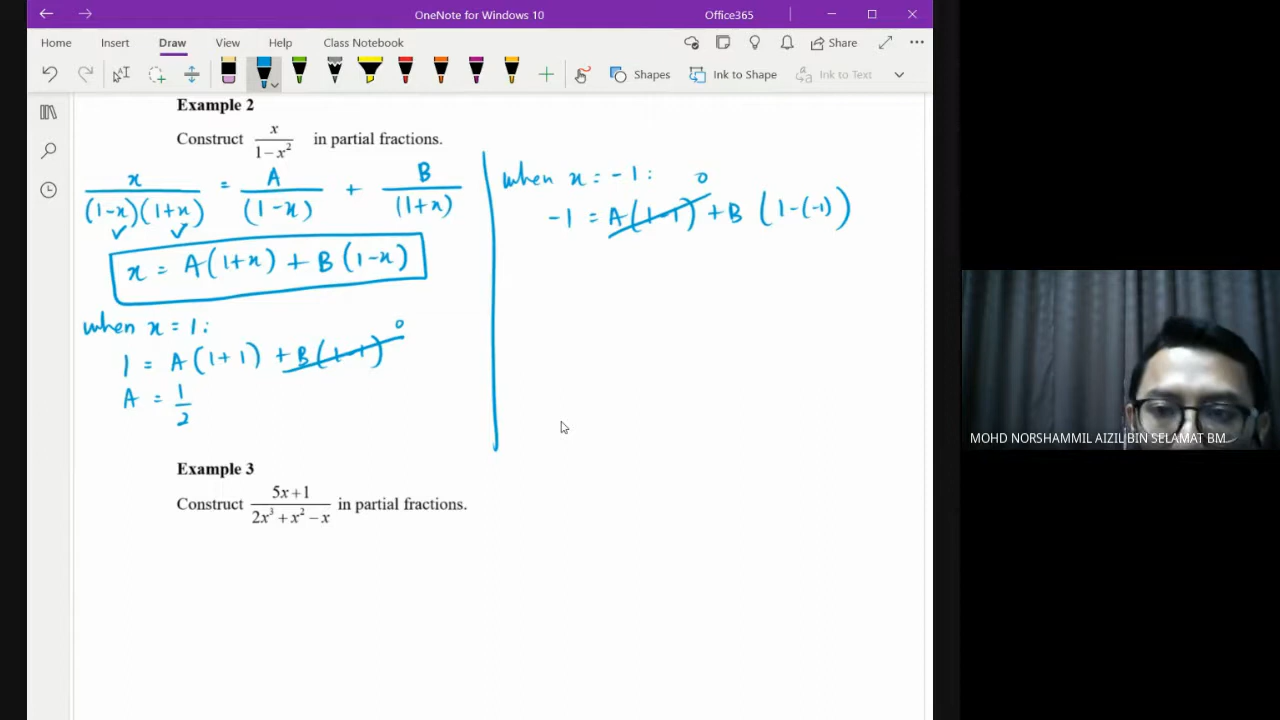 OneNote for Windows 10
Office365
Home Insert Draw View Help Class Notebook
Share
Shapes Ink to Shape Ink to Text
Example 2
Construct x/(1−x²) in partial fractions.
x/((1-x)(1+x)) = A/(1-x) + B/(1+x)
x = A(1+x) + B(1-x)
when x = 1:
1 = A(1+1) + B(1-1) 0
A = 1/2
when x = -1:
-1 = A(1-1) 0 + B (1-(-1))
Example 3
Construct (5x+1)/(2x³+x²−x) in partial fractions.
MOHD NORSHAMMIL AIZIL BIN SELAMAT BM...